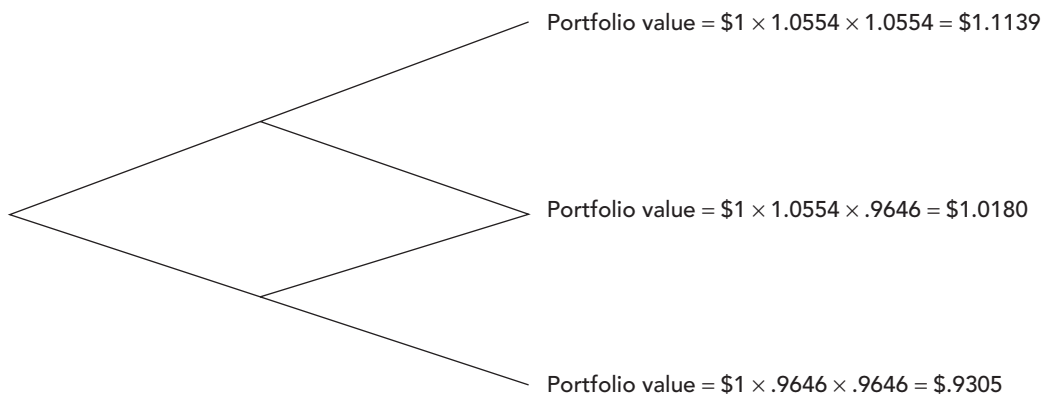 Portfolio value = $1 × 1.0554 × 1.0554 = $1.1139
Portfolio value = $1 × 1.0554 × .9646 = $1.0180
Portfolio value = $1 × .9646 × .9646 = $.9305